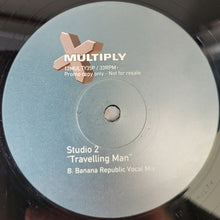 MULTIPLY
12MULTY35P / 33RPM
Promo copy only - Not for resale
Studio 2
"Travelling Man"
B. Banana Republic Vocal Mix